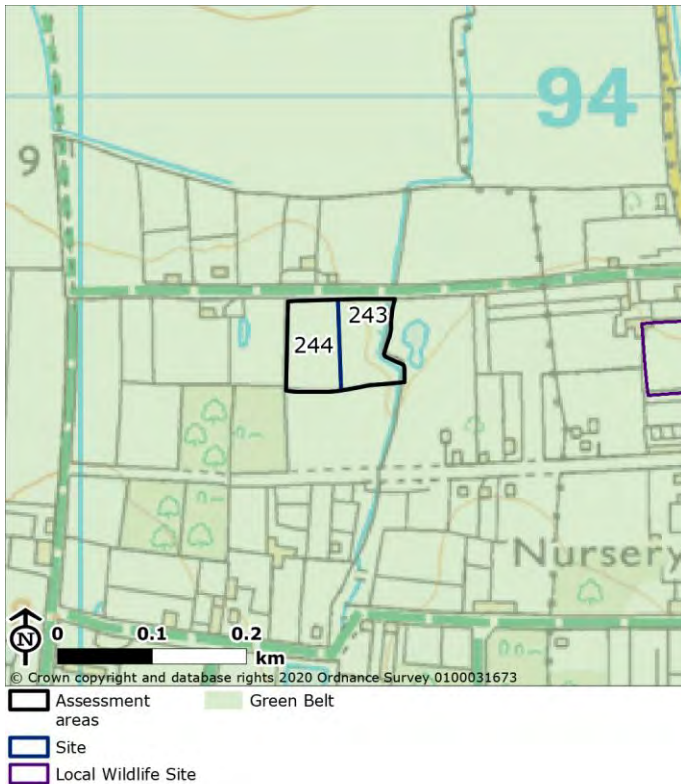 94
9
243
244
Nursery
N
0 0.1 0.2
km
© Crown copyright and database rights 2020 Ordnance Survey 0100031673
Assessment areas
Green Belt
Site
Local Wildlife Site